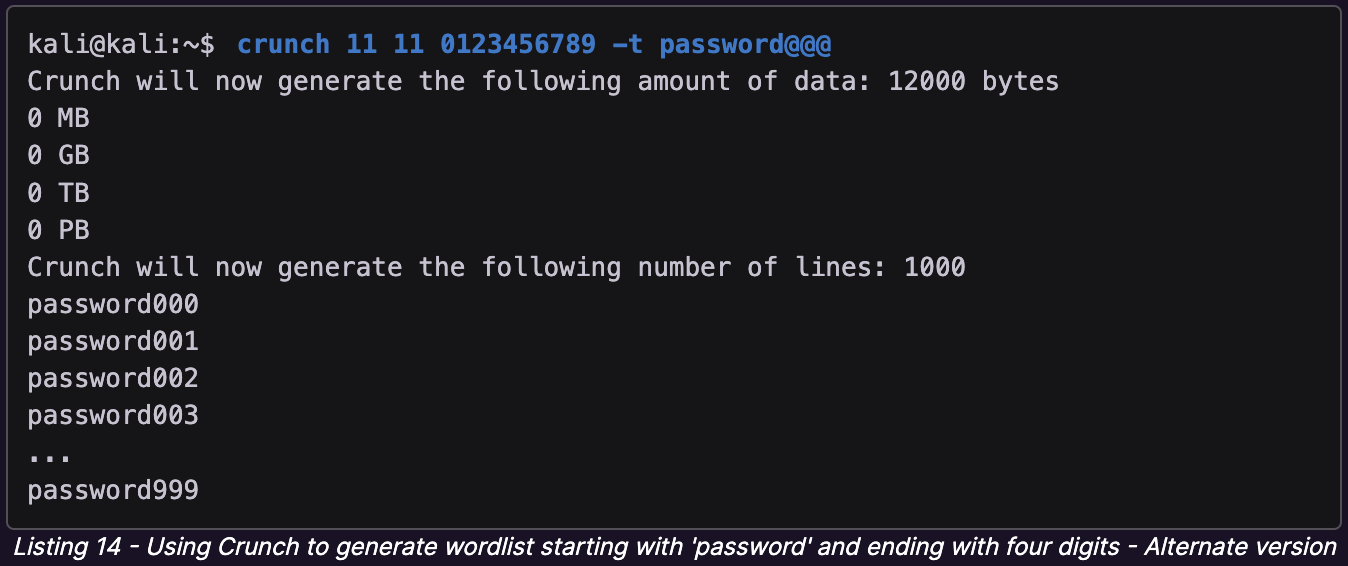 kali@kali:~$ crunch 11 11 0123456789 -t password@@@
Crunch will now generate the following amount of data: 12000 bytes
0 MB
0 GB
0 TB
0 PB
Crunch will now generate the following number of lines: 1000
password000
password001
password002
password003
...
password999
Listing 14 - Using Crunch to generate wordlist starting with 'password' and ending with four digits - Alternate version